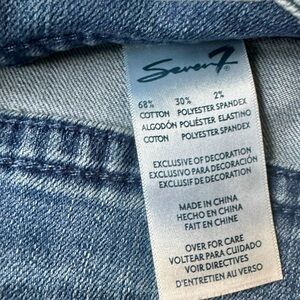 Seven7®
68% 30% 2%
COTTON POLYESTER SPANDEX
ALGODÓN POLIÉSTER ELASTINO
COTON POLYESTER SPANDEX
EXCLUSIVE OF DECORATION
EXCLUSIVO DE DECORACIÓN
EXCLUSIF DE DECORATION
MADE IN CHINA
HECHO EN CHINA
FAIT EN CHINE
OVER FOR CARE
VOLTEAR PARA CUIDADO
VOIR DIRECTIVES
D'ENTRETIEN AU VERSO